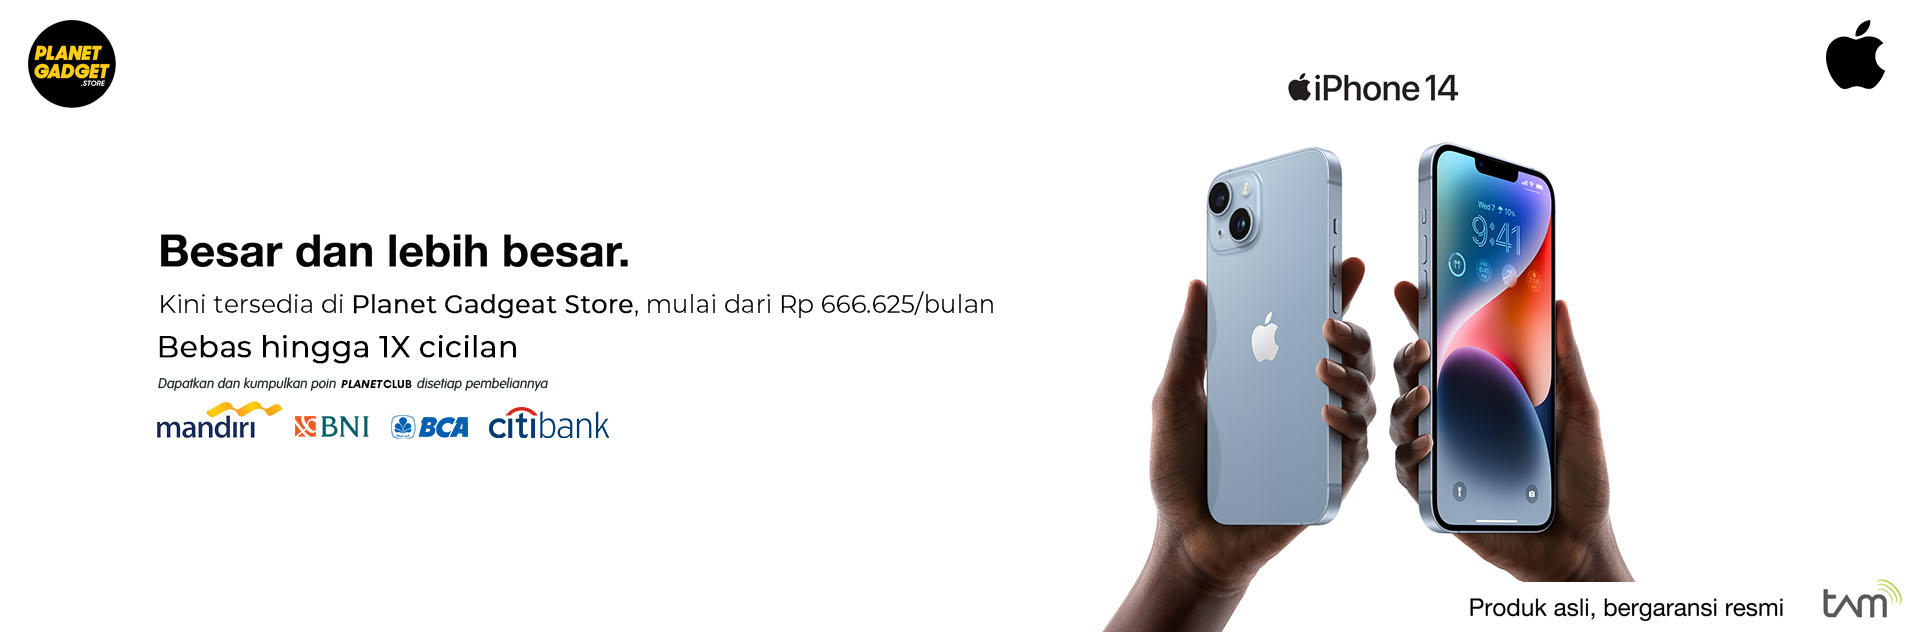 PLANET
GADGET
.STORE
iPhone 14
Besar dan lebih besar.
Kini tersedia di Planet Gadgeat Store, mulai dari Rp 666.625/bulan
Bebas hingga 1X cicilan
Dapatkan dan kumpulkan poin PLANETCLUB disetiap pembeliannya
mandiri BNI BCA citibank
Wed 7 10%
9:41
Produk asli, bergaransi resmi
tam